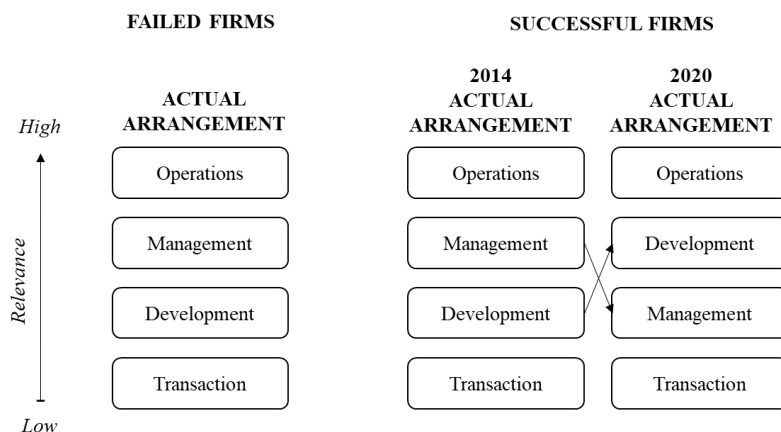 FAILED FIRMS
SUCCESSFUL FIRMS
ACTUAL
ARRANGEMENT
2014
ACTUAL
ARRANGEMENT
2020
ACTUAL
ARRANGEMENT
High
Relevance
Low
Operations
Management
Development
Transaction
Operations
Management
Development
Transaction
Operations
Development
Management
Transaction